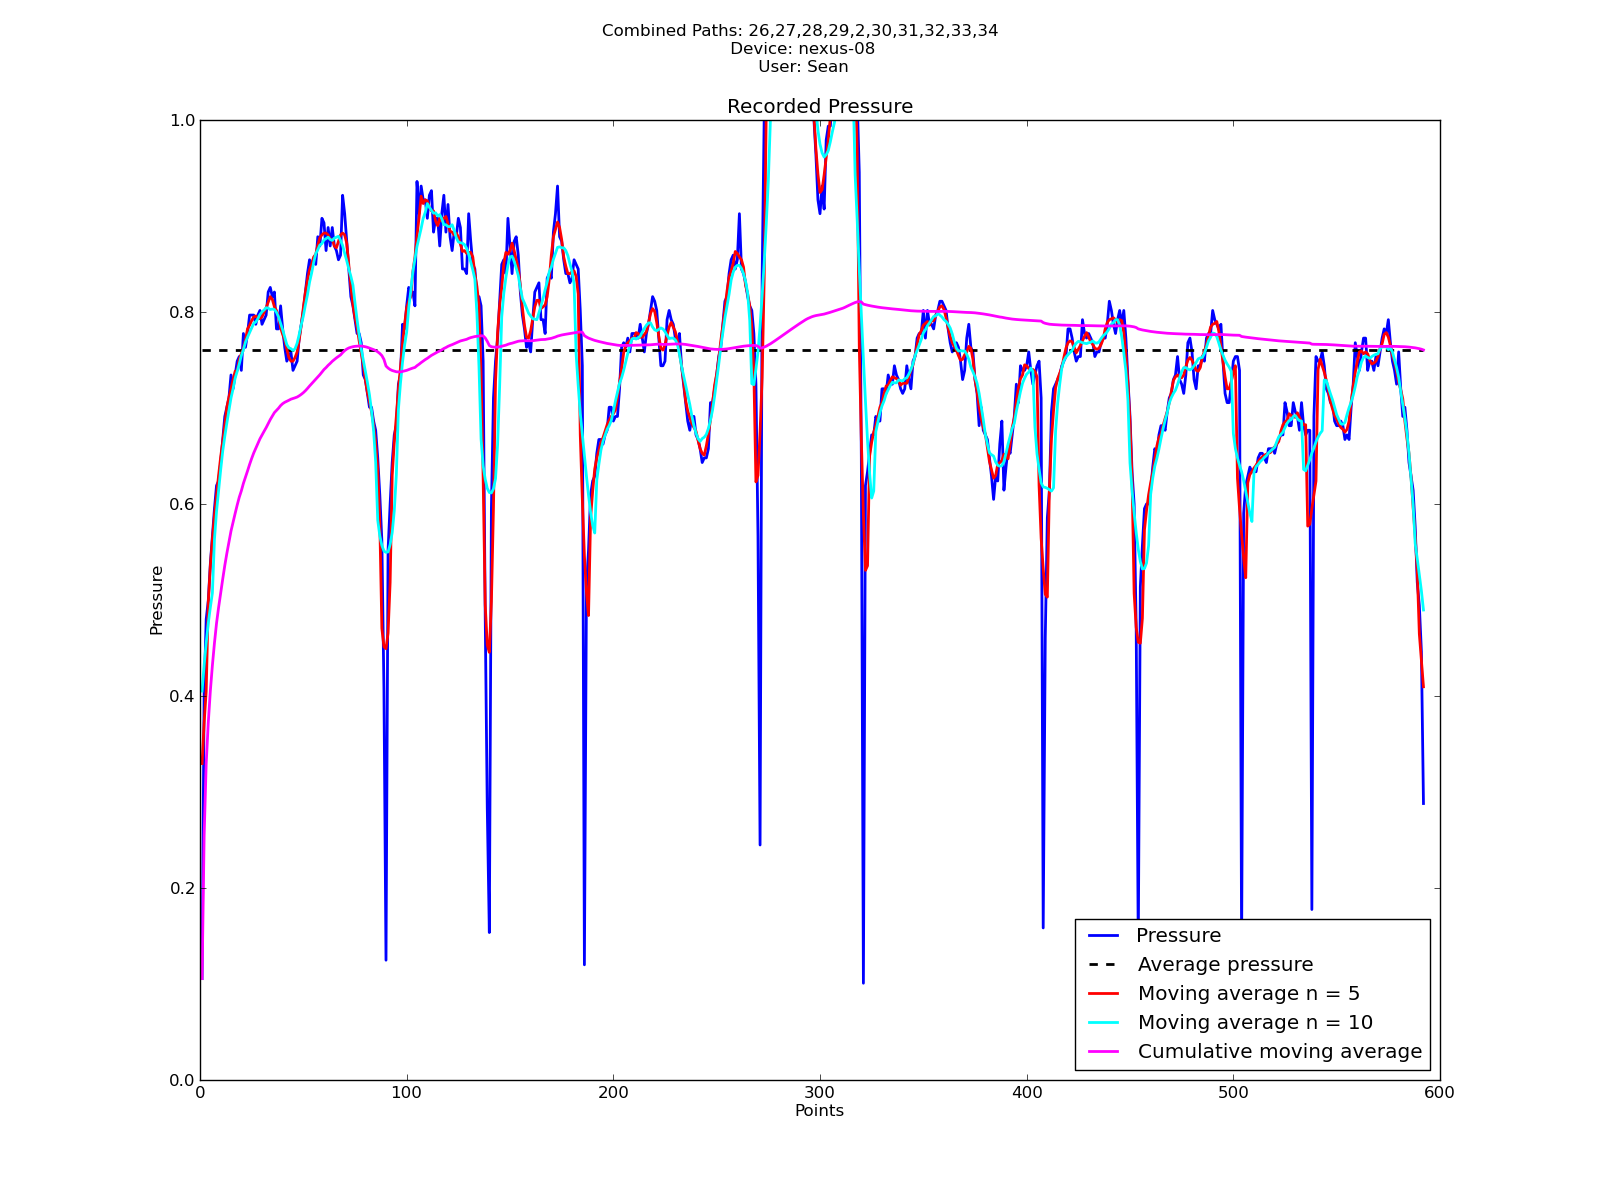 Combined Paths: 26,27,28,29,2,30,31,32,33,34
Device: nexus-08
User: Sean
Recorded Pressure
1.0
0.8
0.6
0.4
0.2
0.0
Pressure
0
100
200
300
400
500
600
Points
Pressure
Average pressure
Moving average n = 5
Moving average n = 10
Cumulative moving average